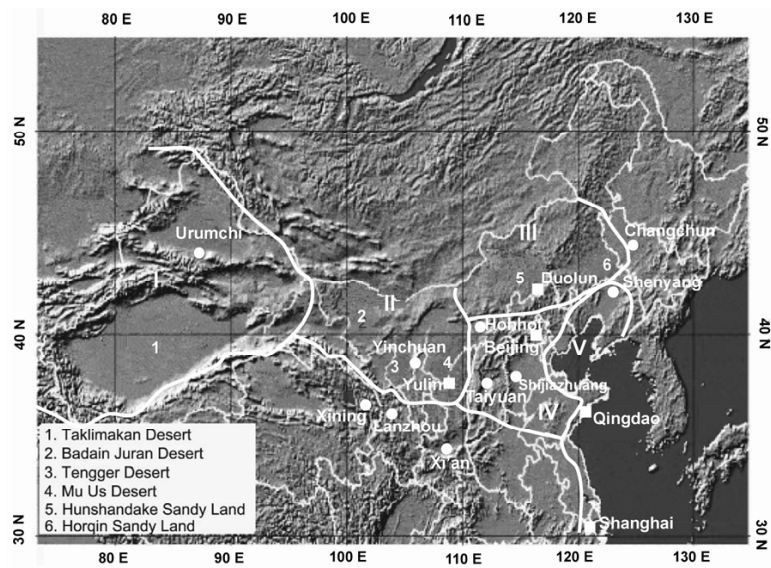 80 E 90 E 100 E 110 E 120 E 130 E
50 N 50 N
Urumchi
III
Changchun
I
5 Duolun
6
Shenyang
II
2
40 N Hohhot 40 N
1
Yinchuan
Beijing
V
3 4
Yulin
Taiyuan
Shijiazhuang
Xining
Lanzhou
IV
Qingdao
Xi'an
1. Taklimakan Desert
2. Badain Juran Desert
3. Tengger Desert
4. Mu Us Desert
5. Hunshandake Sandy Land
6. Horqin Sandy Land
Shanghai
30 N 30 N
80 E 90 E 100 E 110 E 120 E 130 E